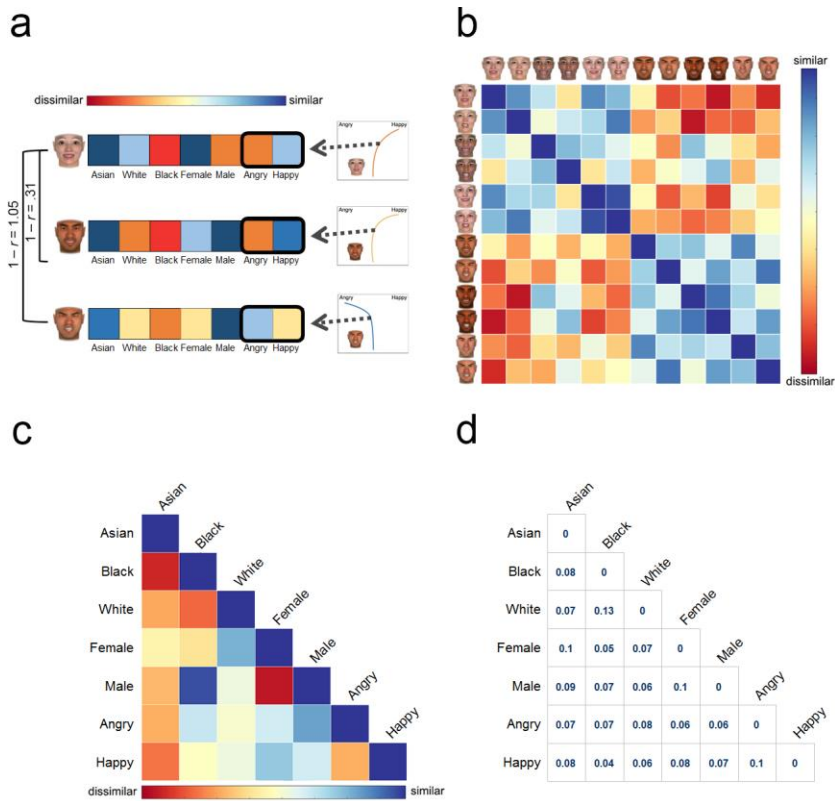 a
dissimilar similar
Asian White Black Female Male Angry Happy
Angry Happy
1 – r = 1.05
1 – r = .31
Asian White Black Female Male Angry Happy
Asian White Black Female Male Angry Happy
Angry Happy
b
similar
dissimilar
c
Asian
Black
White
Female
Male
Angry
Happy
Asian
Black
White
Female
Male
Angry
Happy
dissimilar similar
d
Asian
Black
White
Female
Male
Angry
Happy
Asian 0
Black 0.08 0
White 0.07 0.13 0
Female 0.1 0.05 0.07 0
Male 0.09 0.07 0.06 0.1 0
Angry 0.07 0.07 0.08 0.06 0.06 0
Happy 0.08 0.04 0.06 0.08 0.07 0.1 0